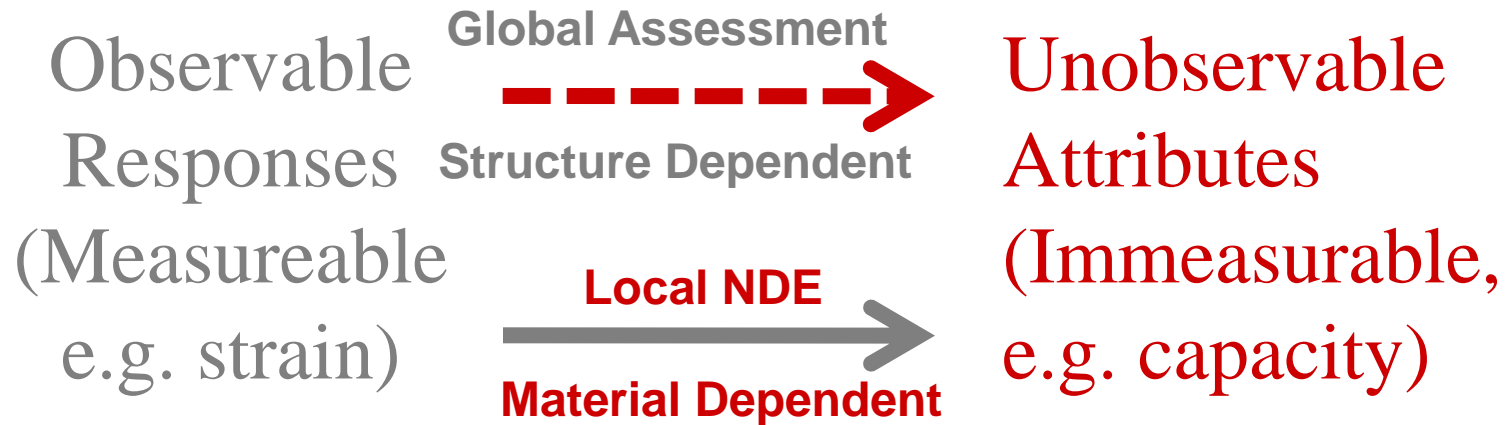 Observable
Responses
(Measureable
e.g. strain)
Global Assessment
Structure Dependent
Local NDE
Material Dependent
Unobservable
Attributes
(Immeasurable,
e.g. capacity)